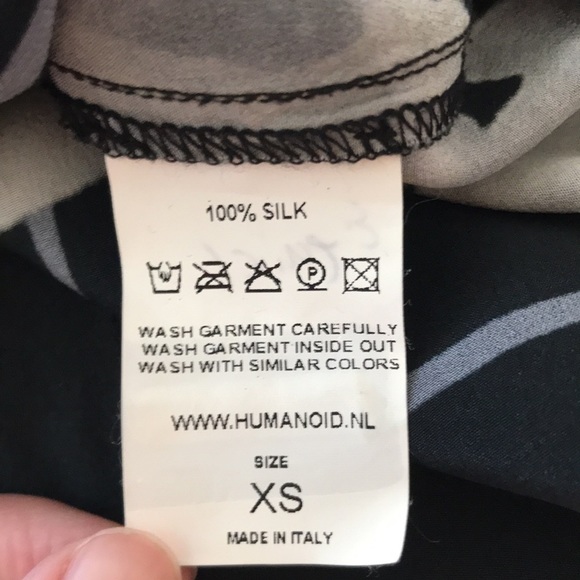 100% SILK
P
WASH GARMENT CAREFULLY
WASH GARMENT INSIDE OUT
WASH WITH SIMILAR COLORS
WWW.HUMANOID.NL
SIZE
XS
MADE IN ITALY